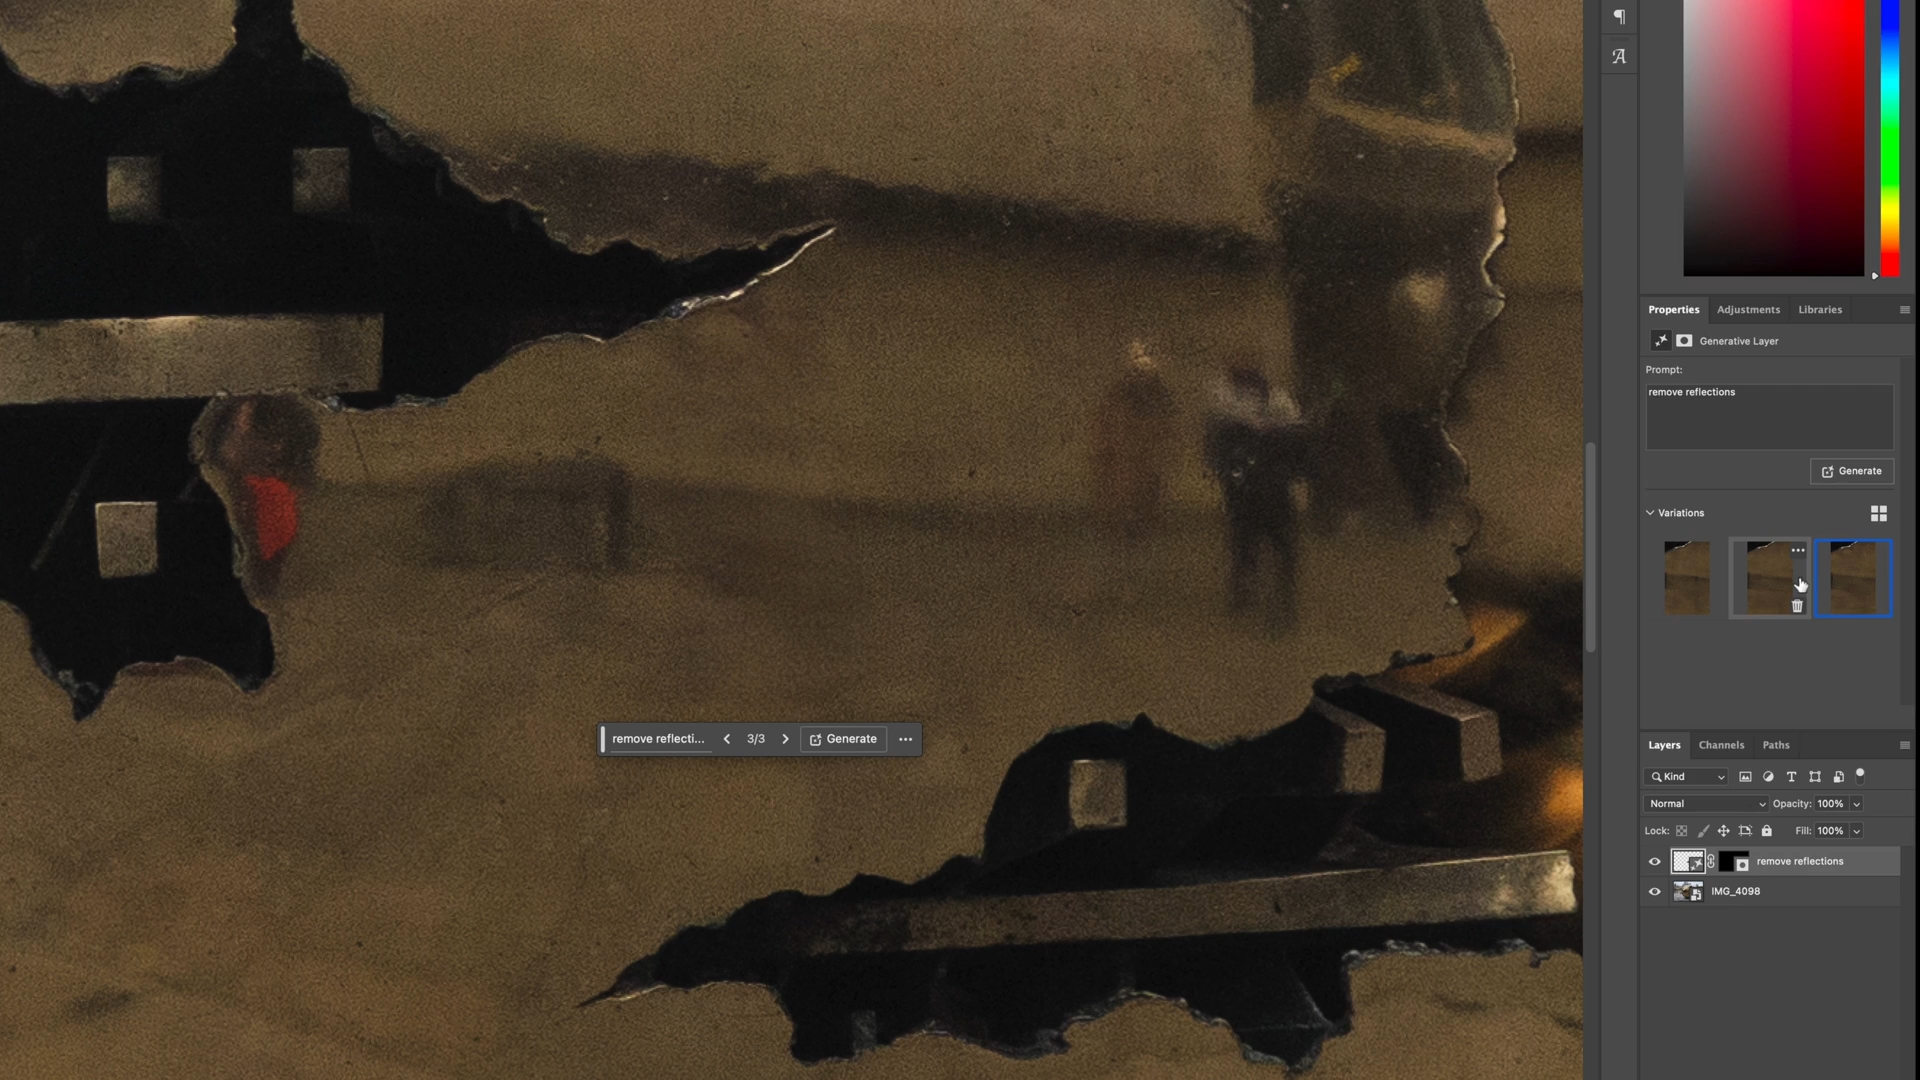 Properties
Adjustments
Libraries
Generative Layer
Prompt:
remove reflections
Generate
Variations
remove reflecti...
3/3
Generate
Layers
Channels
Paths
Kind
Normal
Opacity: 100%
Lock:
Fill: 100%
remove reflections
IMG_4098